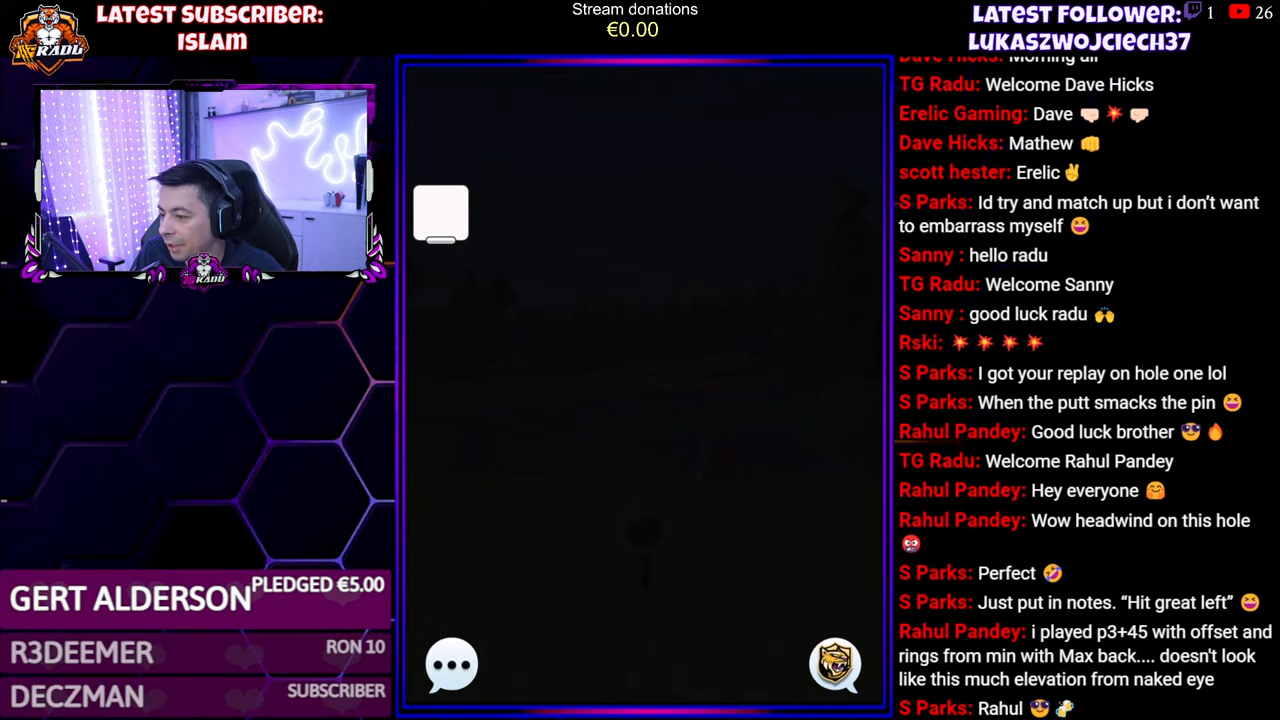 LATEST SUBSCRIBER:
ISLAM
RADU
Stream donations
€0.00
LATEST FOLLOWER:
LUKASZWOJCIECH37
1
26
RADU
Dave Hicks: Morning all
TG Radu: Welcome Dave Hicks
Erelic Gaming: Dave 🤜🏻 💥 🤛🏻
Dave Hicks: Mathew 👊
scott hester: Erelic ✌️
S Parks: Id try and match up but i don't want
to embarrass myself 😆
Sanny : hello radu
TG Radu: Welcome Sanny
Sanny : good luck radu 🙌
Rski: 💥 💥 💥 💥
S Parks: I got your replay on hole one lol
S Parks: When the putt smacks the pin 😆
Rahul Pandey: Good luck brother 😎 🔥
TG Radu: Welcome Rahul Pandey
Rahul Pandey: Hey everyone 🤗
Rahul Pandey: Wow headwind on this hole
🥵
S Parks: Perfect 🤣
S Parks: Just put in notes. “Hit great left” 😆
Rahul Pandey: i played p3+45 with offset and
rings from min with Max back.... doesn't look
like this much elevation from naked eye
S Parks: Rahul 😎 🍻
GERT ALDERSON PLEDGED €5.00
R3DEEMER RON 10
DECZMAN SUBSCRIBER